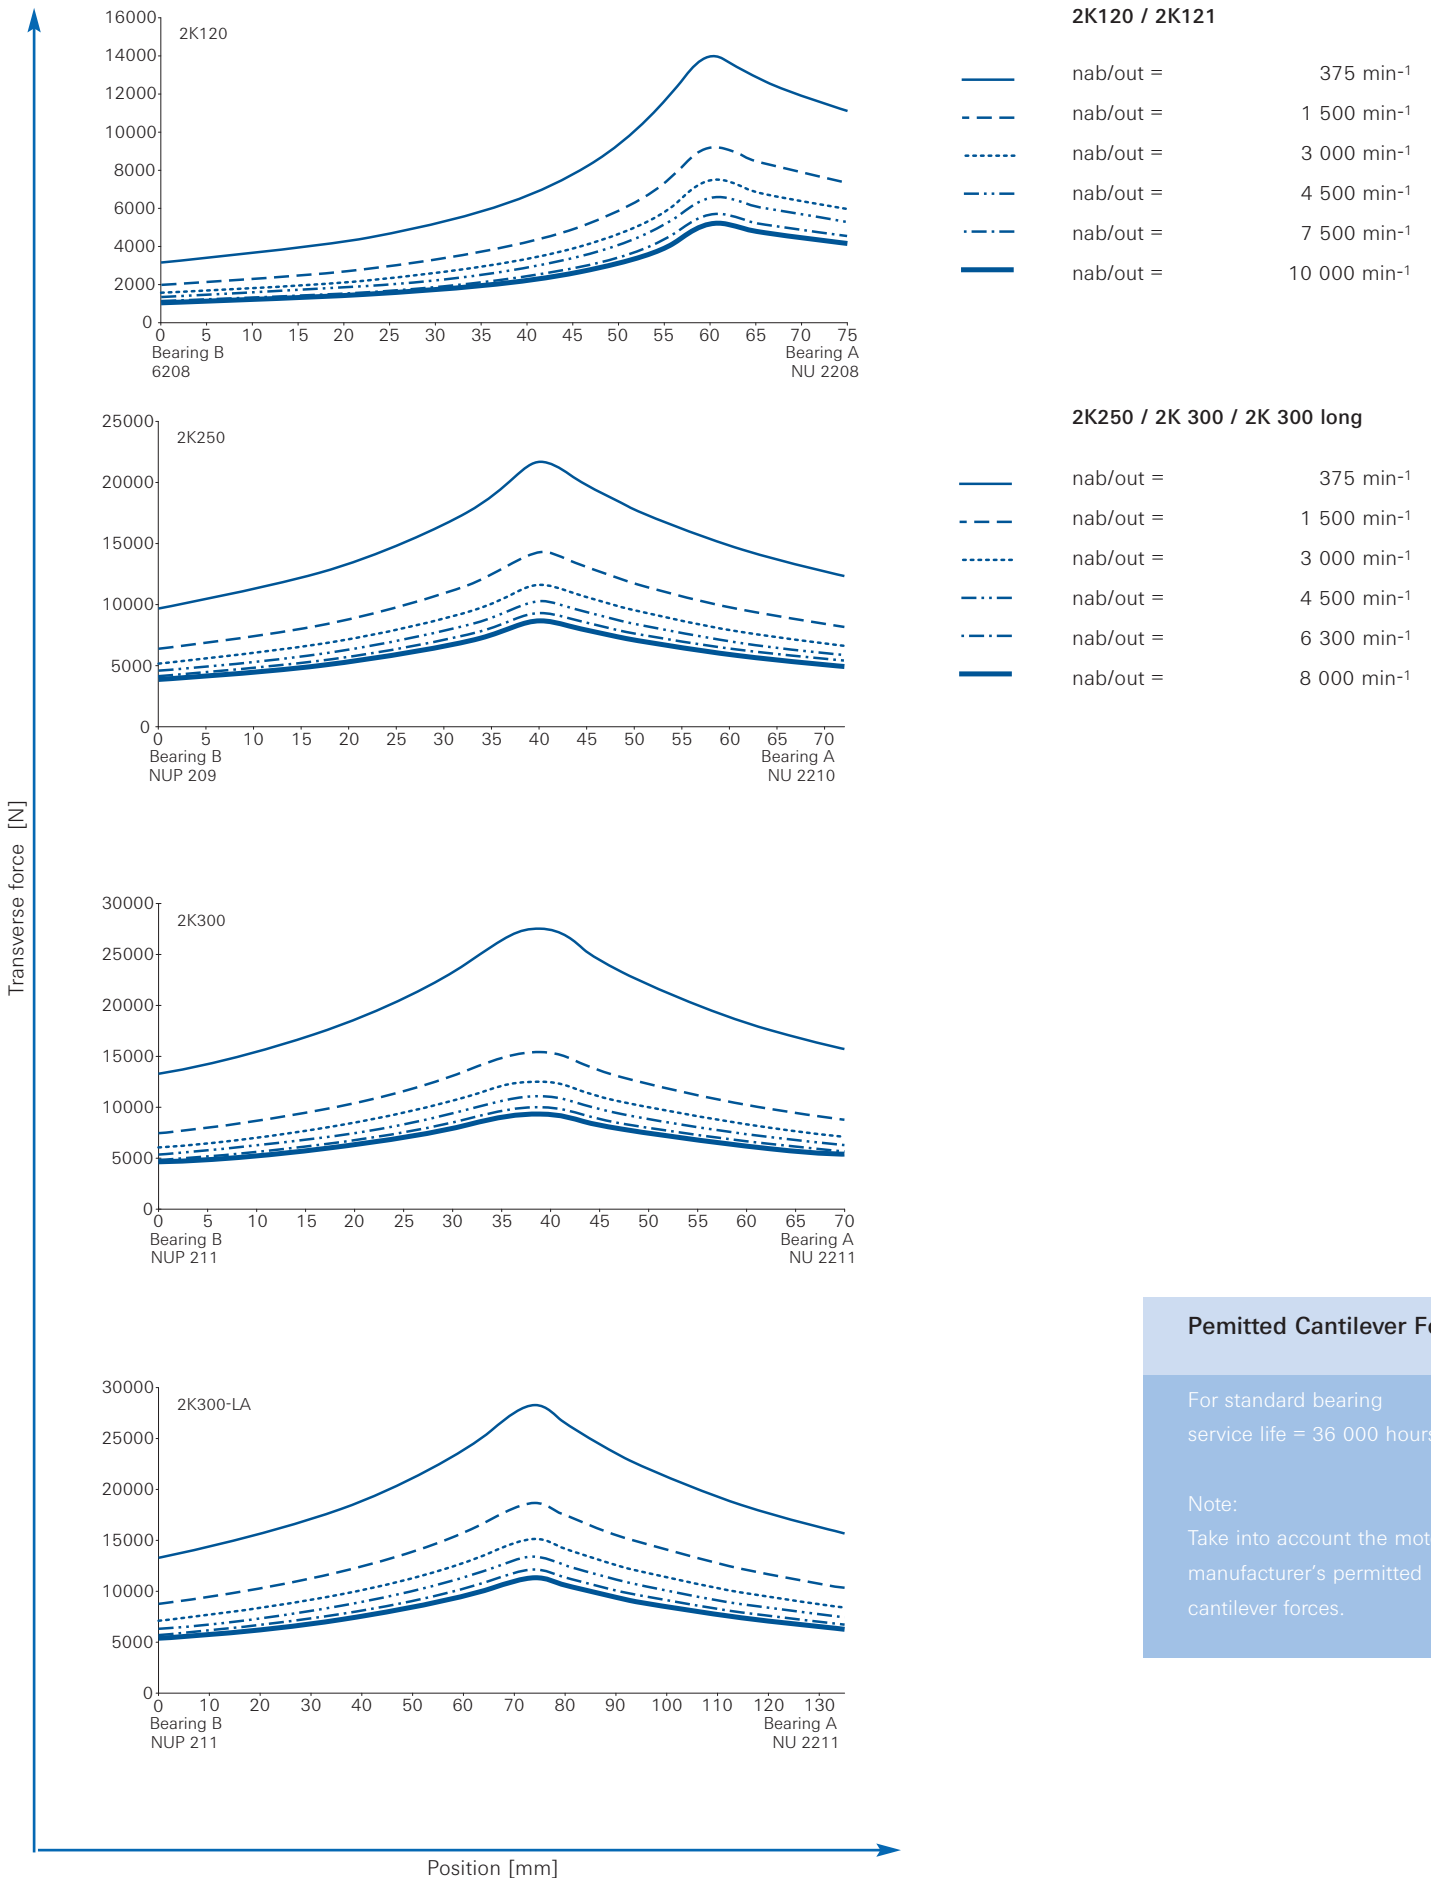 Transverse force [N]
16000
14000
12000
10000
8000
6000
4000
2000
0
2K120
0 5 10 15 20 25 30 35 40 45 50 55 60 65 70 75
Bearing B Bearing A
6208 NU 2208
2K120 / 2K121
nab/out = 375 min-1
nab/out = 1 500 min-1
nab/out = 3 000 min-1
nab/out = 4 500 min-1
nab/out = 7 500 min-1
nab/out = 10 000 min-1
25000
20000
15000
10000
5000
0
2K250
0 5 10 15 20 25 30 35 40 45 50 55 60 65 70
Bearing B Bearing A
NUP 209 NU 2210
2K250 / 2K 300 / 2K 300 long
nab/out = 375 min-1
nab/out = 1 500 min-1
nab/out = 3 000 min-1
nab/out = 4 500 min-1
nab/out = 6 300 min-1
nab/out = 8 000 min-1
30000
25000
20000
15000
10000
5000
0
2K300
0 5 10 15 20 25 30 35 40 45 50 55 60 65 70
Bearing B Bearing A
NUP 211 NU 2211
30000
25000
20000
15000
10000
5000
0
2K300-LA
0 10 20 30 40 50 60 70 80 90 100 110 120 130
Bearing B Bearing A
NUP 211 NU 2211
Position [mm]
Pemitted Cantilever
For standard bearing
service life = 36 000 hours
Note:
Take into account the
manufacturer's permitted
cantilever forces.